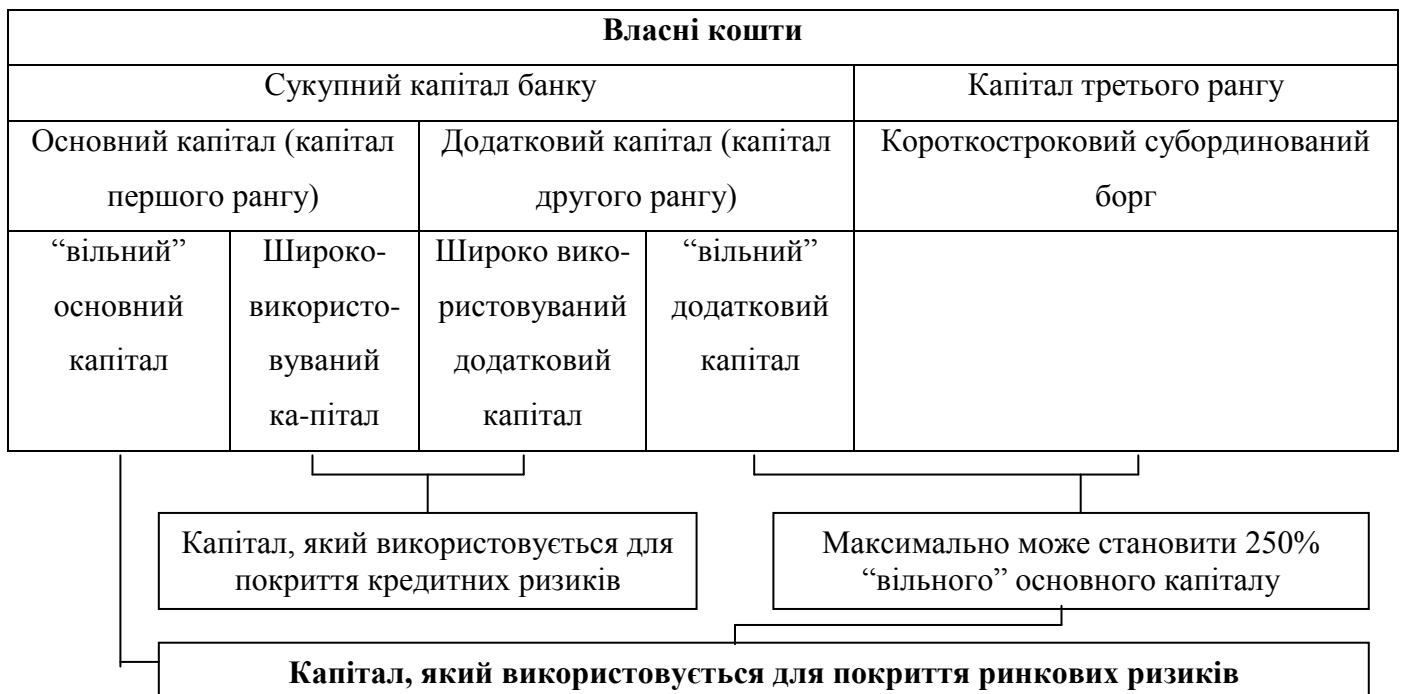 Власні кошти
Сукупний капітал банку
Капітал третього рангу
Основний капітал (капітал
першого рангу)
Додатковий капітал (капітал
другого рангу)
Короткостроковий субординований
борг
“вільний”
основний
капітал
Широко-
використо-
вуваний
ка-пітал
Широко вико-
ристовуваний
додатковий
капітал
“вільний”
додатковий
капітал
Капітал, який використовується для
покриття кредитних ризиків
Максимально може становити 250%
“вільного” основного капіталу
Капітал, який використовується для покриття ринкових ризиків